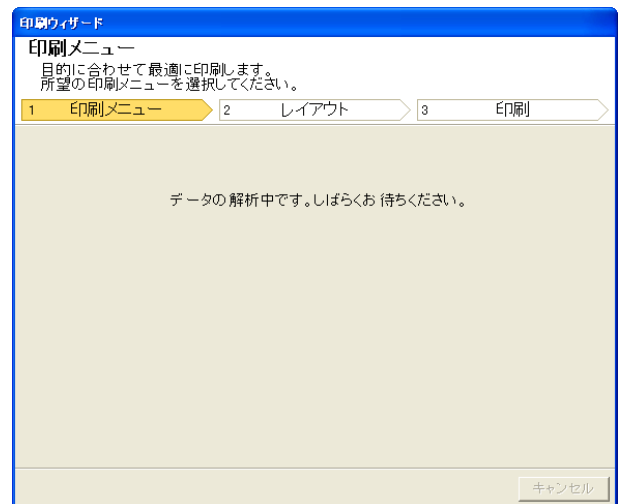 印刷ウィザード
印刷メニュー
目的に合わせて最適に印刷します。
所望の印刷メニューを選択してください。
1 印刷メニュー 2 レイアウト 3 印刷
データの解析中です。しばらくお待ちください。
キャンセル